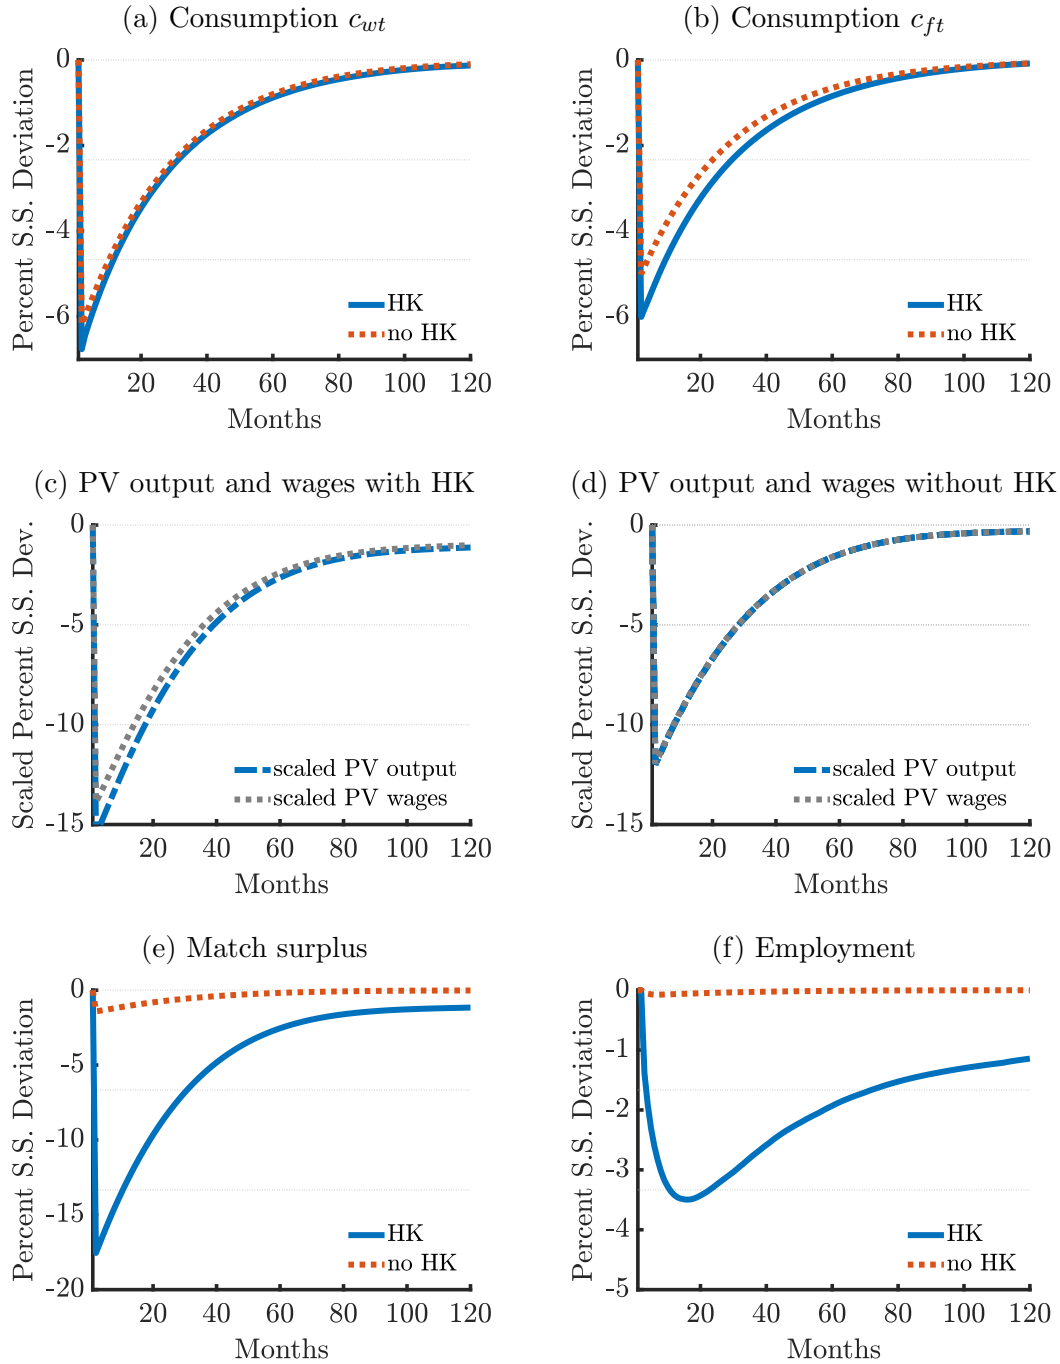 (a) Consumption c_wt
Percent S.S. Deviation
0
-2
-4
-6
HK
no HK
20 40 60 80 100 120
Months
(b) Consumption c_ft
Percent S.S. Deviation
0
-2
-4
-6
HK
no HK
20 40 60 80 100 120
Months
(c) PV output and wages with HK
Scaled Percent S.S. Dev.
0
-5
-10
-15
scaled PV output
scaled PV wages
20 40 60 80 100 120
Months
(d) PV output and wages without HK
Scaled Percent S.S. Dev.
0
-5
-10
-15
scaled PV output
scaled PV wages
20 40 60 80 100 120
Months
(e) Match surplus
Percent S.S. Deviation
0
-5
-10
-15
-20
HK
no HK
20 40 60 80 100 120
Months
(f) Employment
Percent S.S. Deviation
0
-1
-2
-3
-4
-5
HK
no HK
20 40 60 80 100 120
Months